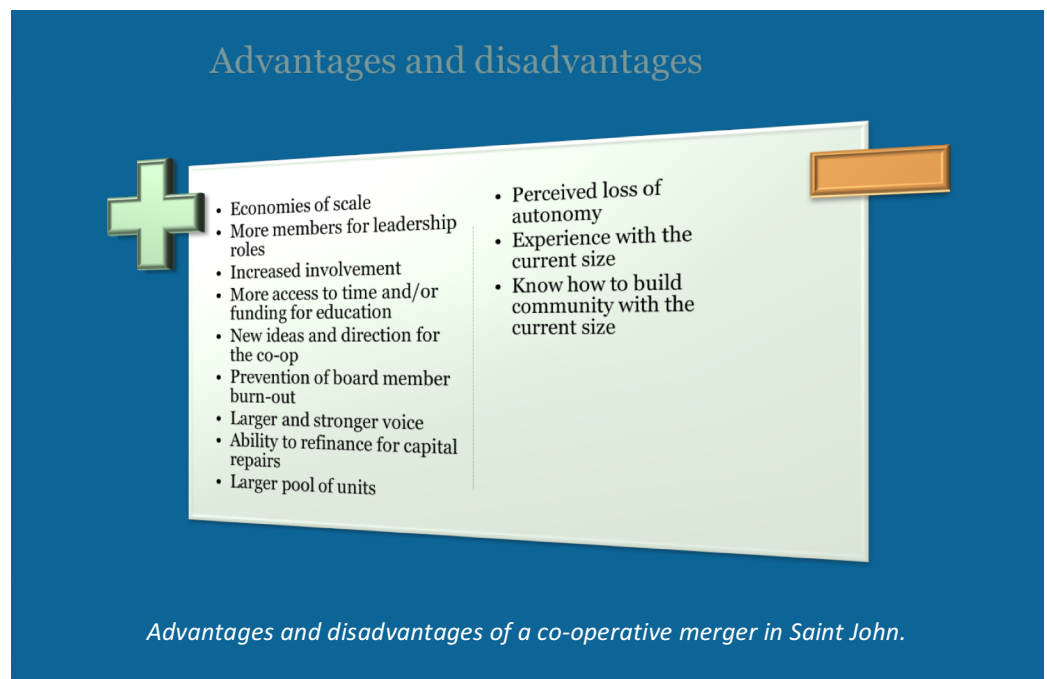 Advantages and disadvantages
• Economies of scale
• More members for leadership
roles
• Increased involvement
• More access to time and/or
funding for education
• New ideas and direction for
the co-op
• Prevention of board member
burn-out
• Larger and stronger voice
• Ability to refinance for capital
repairs
• Larger pool of units
• Perceived loss of
autonomy
• Experience with the
current size
• Know how to build
community with the
current size
Advantages and disadvantages of a co-operative merger in Saint John.